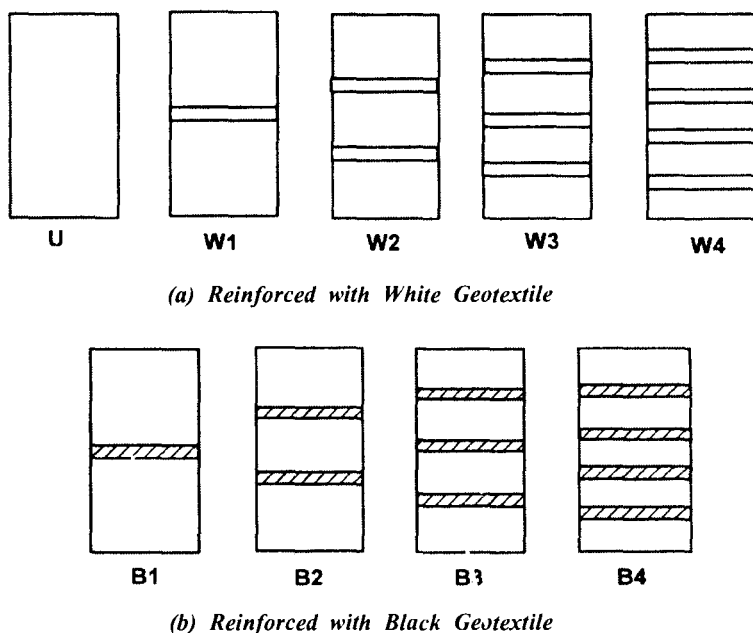 U W1 W2 W3 W4
(a) Reinforced with White Geotextile
B1 B2 B3 B4
(b) Reinforced with Black Geotextile